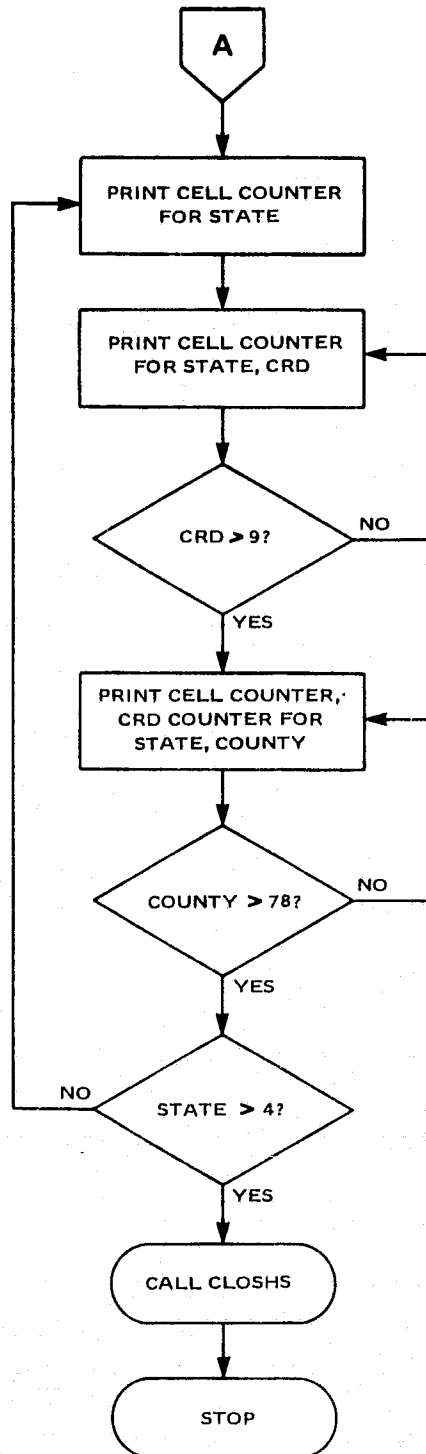 A
PRINT CELL COUNTER
FOR STATE
PRINT CELL COUNTER
FOR STATE, CRD
CRD > 9?
NO
YES
PRINT CELL COUNTER,
CRD COUNTER FOR
STATE, COUNTY
COUNTY > 78?
NO
YES
NO
STATE > 4?
YES
CALL CLOSHS
STOP